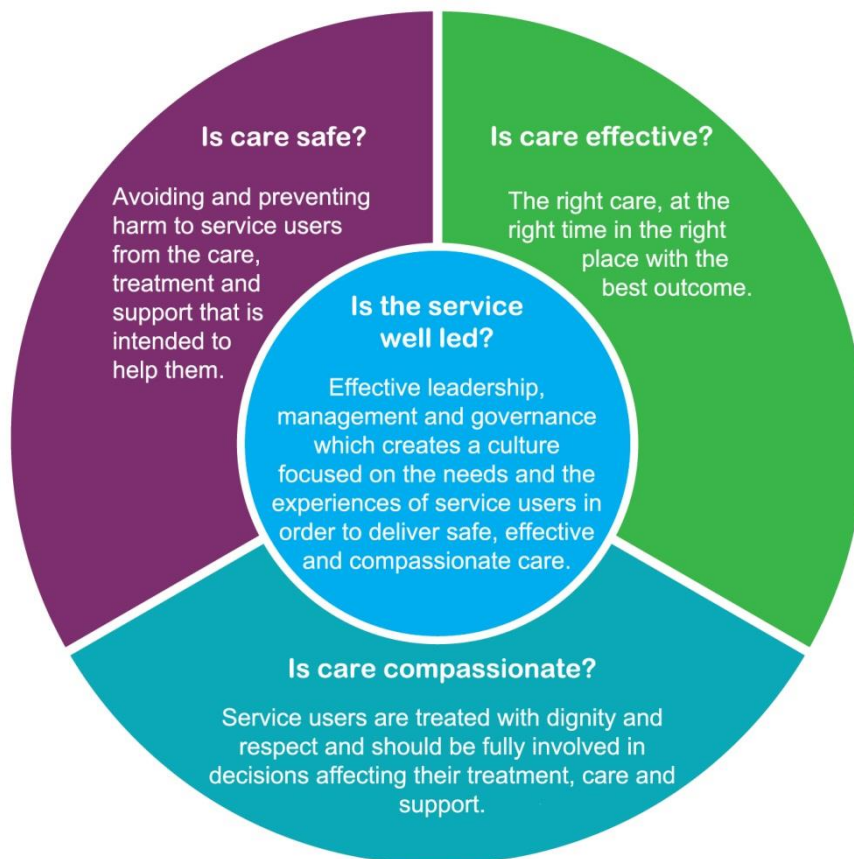 Is care safe?
Avoiding and preventing
harm to service users
from the care,
treatment and
support that is
intended to
help them.
Is care effective?
The right care, at the
right time in the right
place with the
best outcome.
Is the service
well led?
Effective leadership,
management and governance
which creates a culture
focused on the needs and the
experiences of service users in
order to deliver safe, effective
and compassionate care.
Is care compassionate?
Service users are treated with dignity and
respect and should be fully involved in
decisions affecting their treatment, care and
support.